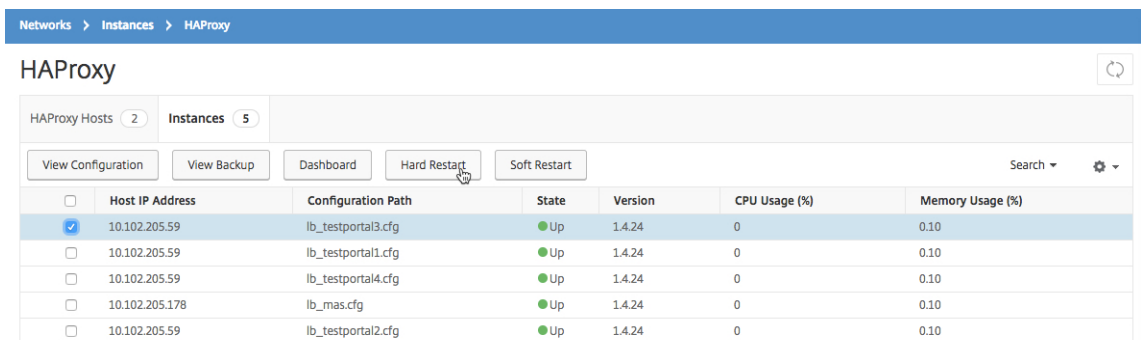 Networks > Instances > HAProxy
HAProxy
HAProxy Hosts 2 Instances 5
View Configuration View Backup Dashboard Hard Restart Soft Restart Search
Host IP Address Configuration Path State Version CPU Usage (%) Memory Usage (%)
10.102.205.59 lb_testportal3.cfg Up 1.4.24 0 0.10
10.102.205.59 lb_testportal1.cfg Up 1.4.24 0 0.10
10.102.205.59 lb_testportal4.cfg Up 1.4.24 0 0.10
10.102.205.178 lb_mas.cfg Up 1.4.24 0 0.10
10.102.205.59 lb_testportal2.cfg Up 1.4.24 0 0.10